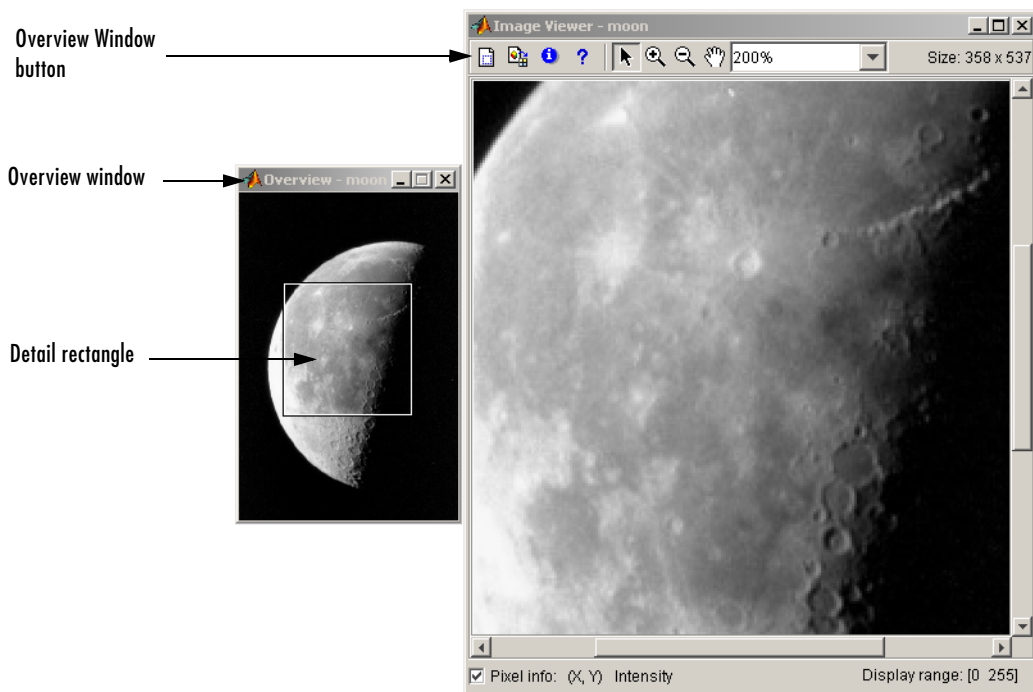 Image Viewer - moon
Overview Window
button
200%
Size: 358 x 537
Overview window
Overview - moon
Detail rectangle
Pixel info: (X, Y) Intensity
Display range: [0 255]